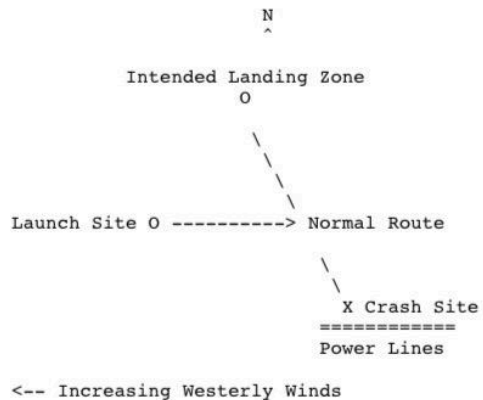 N
^
Intended Landing Zone
O
\
\
\
\
Launch Site O ----------> Normal Route
\
\
X Crash Site
============
Power Lines
<-- Increasing Westerly Winds